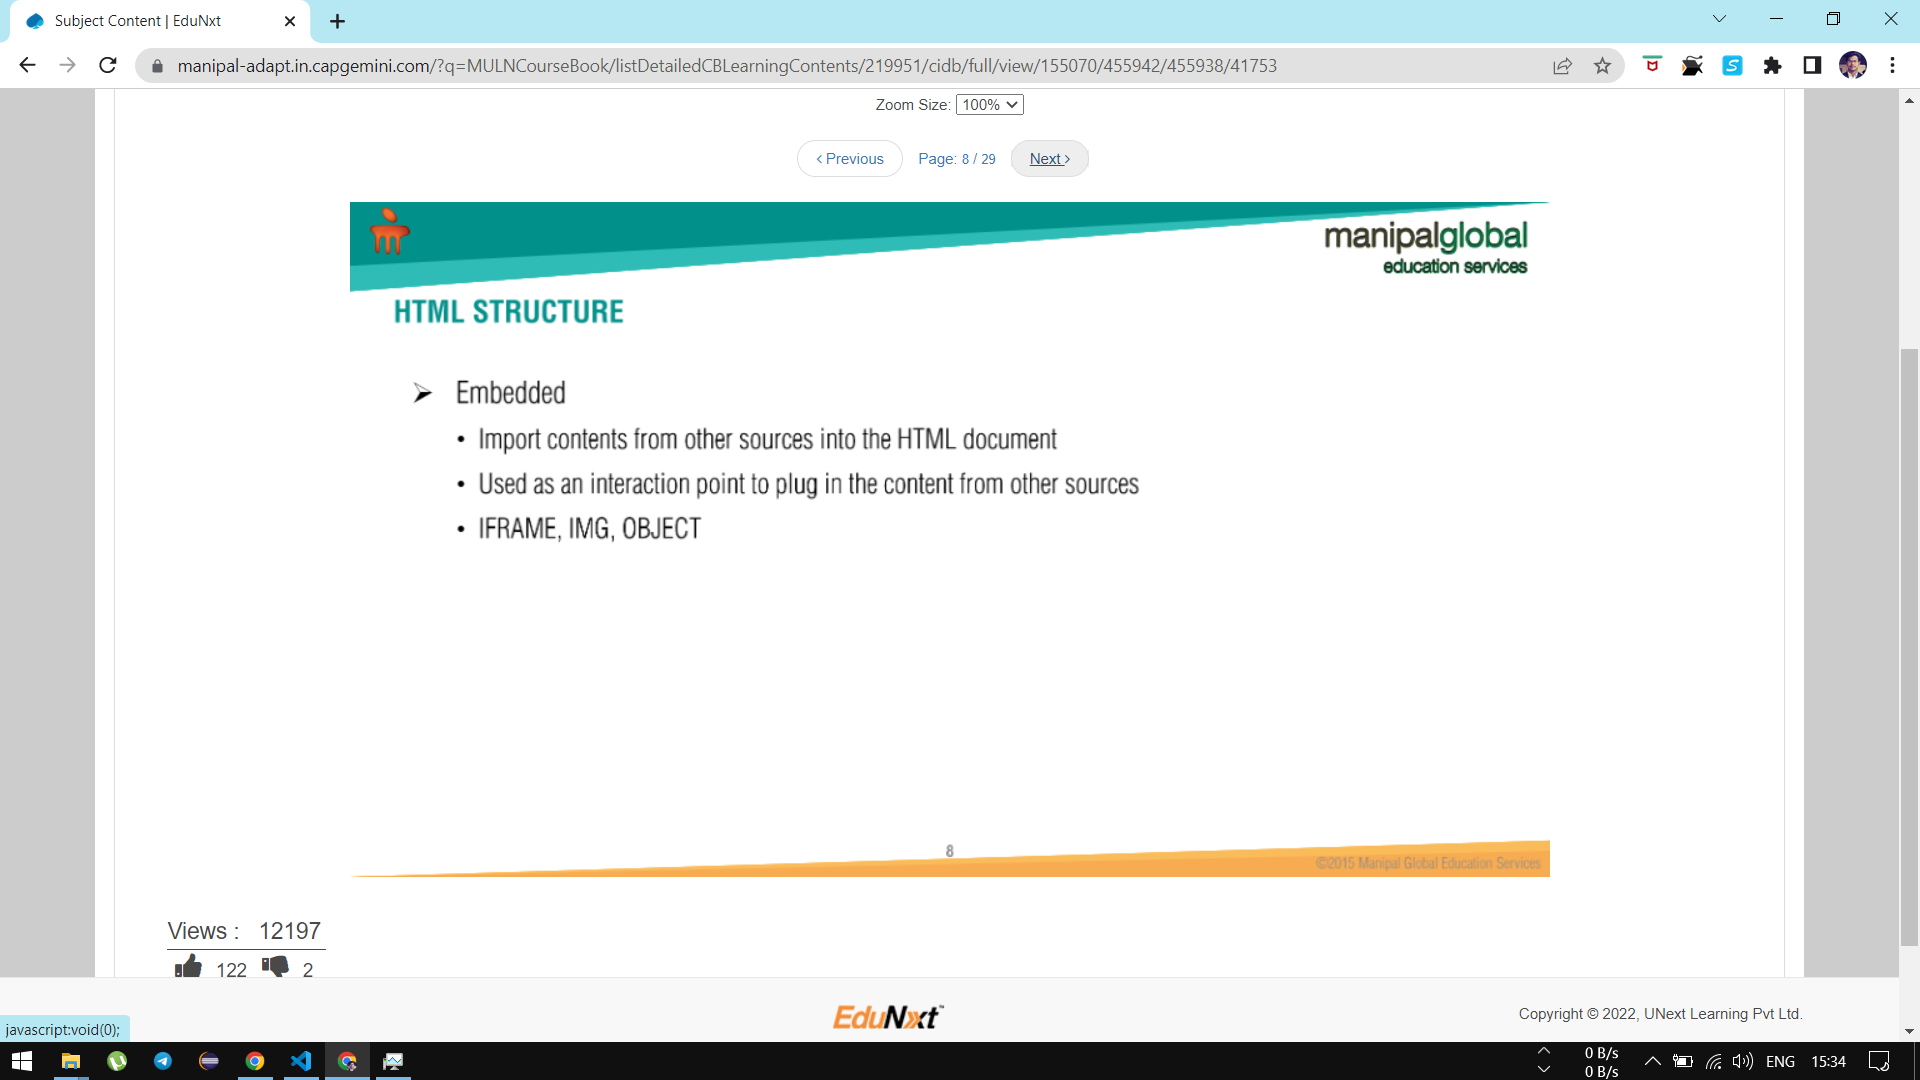 Subject Content | EduNxt
manipal-adapt.in.capgemini.com/?q=MULNCourseBook/listDetailedCBLearningContents/219951/cidb/full/view/155070/455942/455938/41753
Zoom Size: 100%
‹ Previous Page: 8 / 29 Next ›
manipalglobal
education services
HTML STRUCTURE
➢ Embedded
• Import contents from other sources into the HTML document
• Used as an interaction point to plug in the content from other sources
• IFRAME, IMG, OBJECT
8
©2015 Manipal Global Education Services
Views : 12197
122 2
EduNxt™
Copyright © 2022, UNext Learning Pvt Ltd.
javascript:void(0);
0 B/s
0 B/s
ENG 15:34